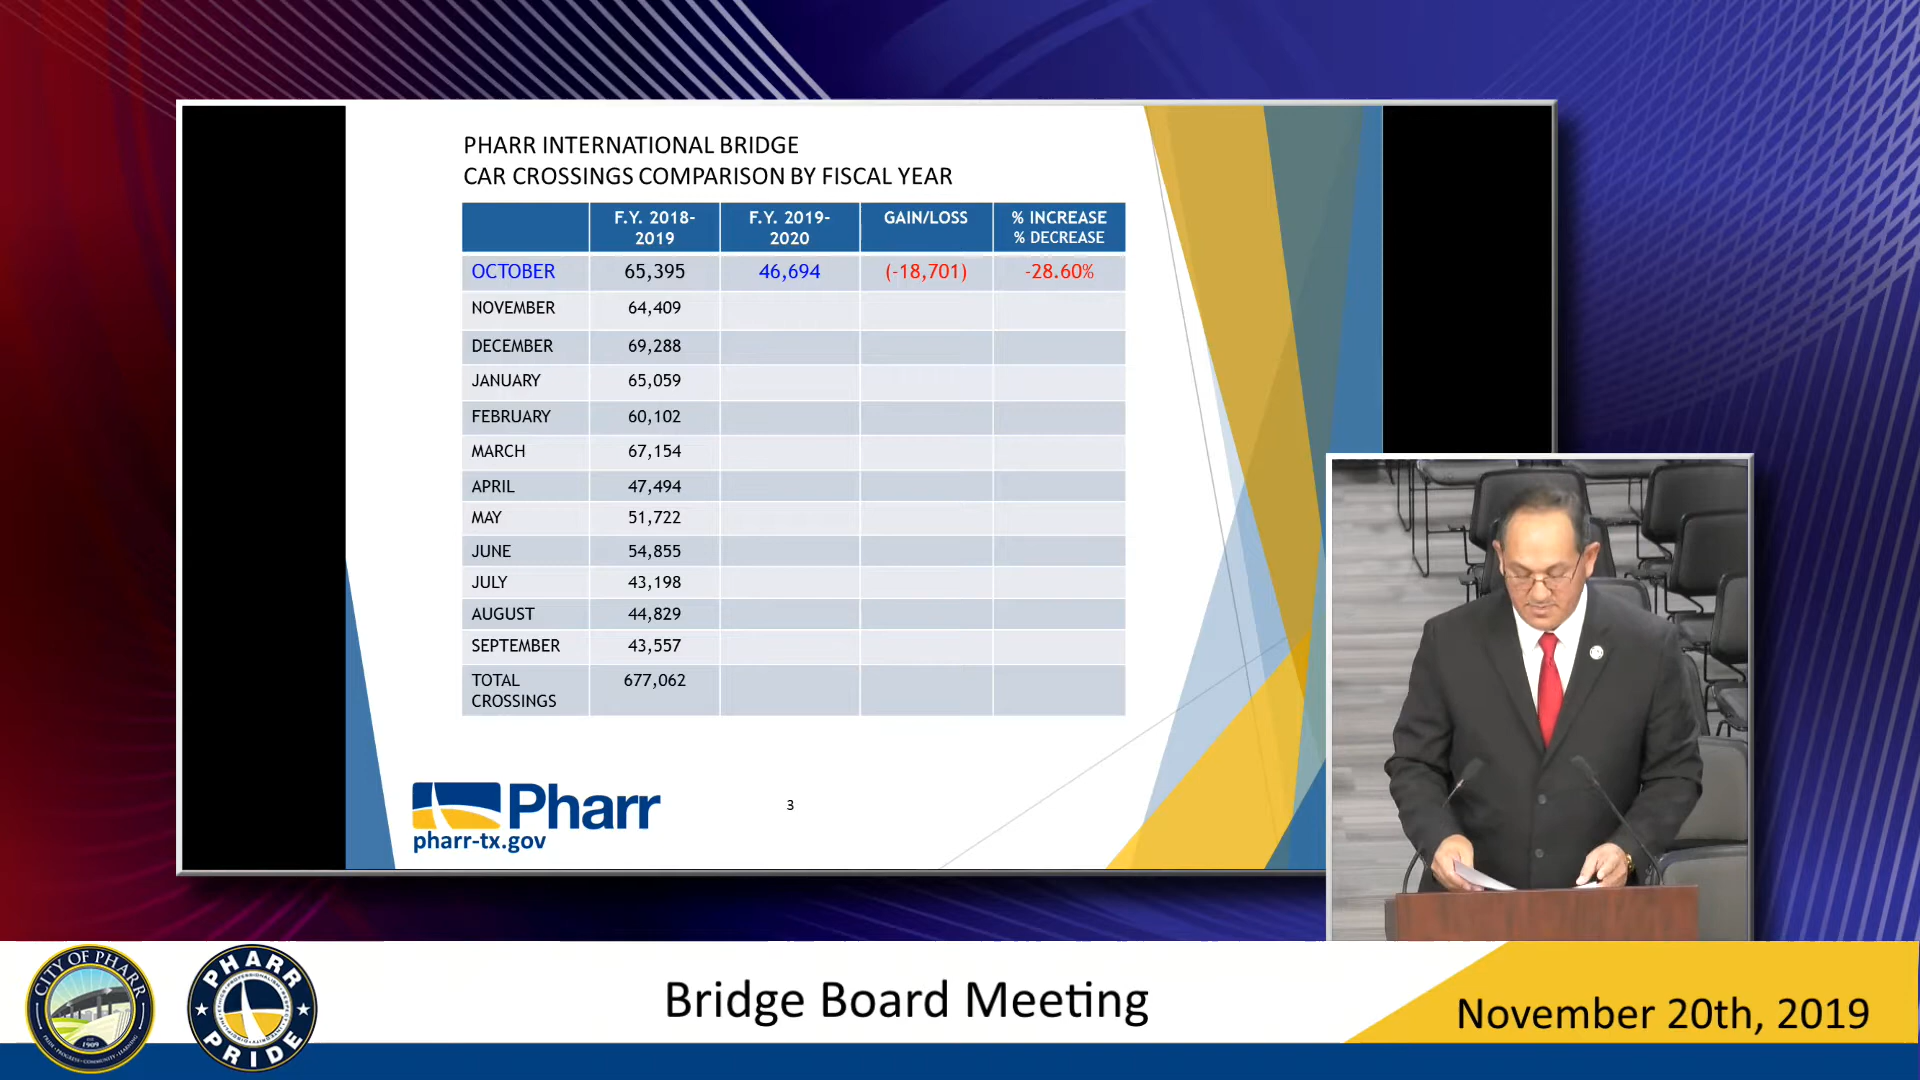 PHARR INTERNATIONAL BRIDGE
CAR CROSSINGS COMPARISON BY FISCAL YEAR
F.Y. 2018-2019 F.Y. 2019-2020 GAIN/LOSS % INCREASE % DECREASE
OCTOBER 65,395 46,694 (-18,701) -28.60%
NOVEMBER 64,409
DECEMBER 69,288
JANUARY 65,059
FEBRUARY 60,102
MARCH 67,154
APRIL 47,494
MAY 51,722
JUNE 54,855
JULY 43,198
AUGUST 44,829
SEPTEMBER 43,557
TOTAL CROSSINGS 677,062
Pharr
pharr-tx.gov
3
CITY OF PHARR
PHARR
PRIDE
Bridge Board Meeting
November 20th, 2019